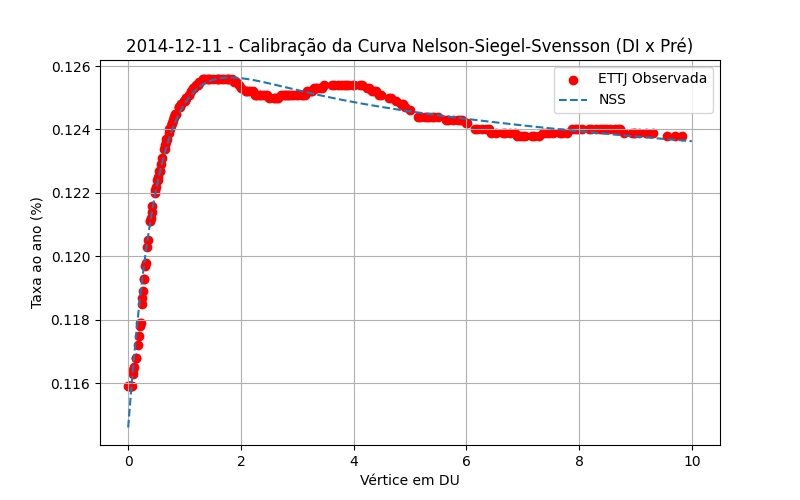 2014-12-11 - Calibração da Curva Nelson-Siegel-Svensson (DI x Pré)
ETTJ Observada
NSS
Taxa ao ano (%)
0.126
0.124
0.122
0.120
0.118
0.116
0 2 4 6 8 10
Vértice em DU